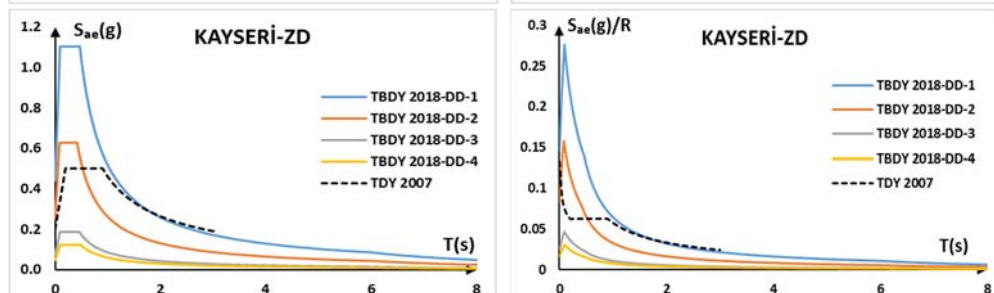 1.2
S_ae(g)
KAYSERİ-ZD
1.0
0.8
0.6
0.4
0.2
0.0
TBDY 2018-DD-1
TBDY 2018-DD-2
TBDY 2018-DD-3
TBDY 2018-DD-4
TDY 2007
T(s)
0 2 4 6 8
0.3
S_ae(g)/R
KAYSERİ-ZD
0.25
0.2
0.15
0.1
0.05
0
TBDY 2018-DD-1
TBDY 2018-DD-2
TBDY 2018-DD-3
TBDY 2018-DD-4
TDY 2007
T(s)
0 2 4 6 8